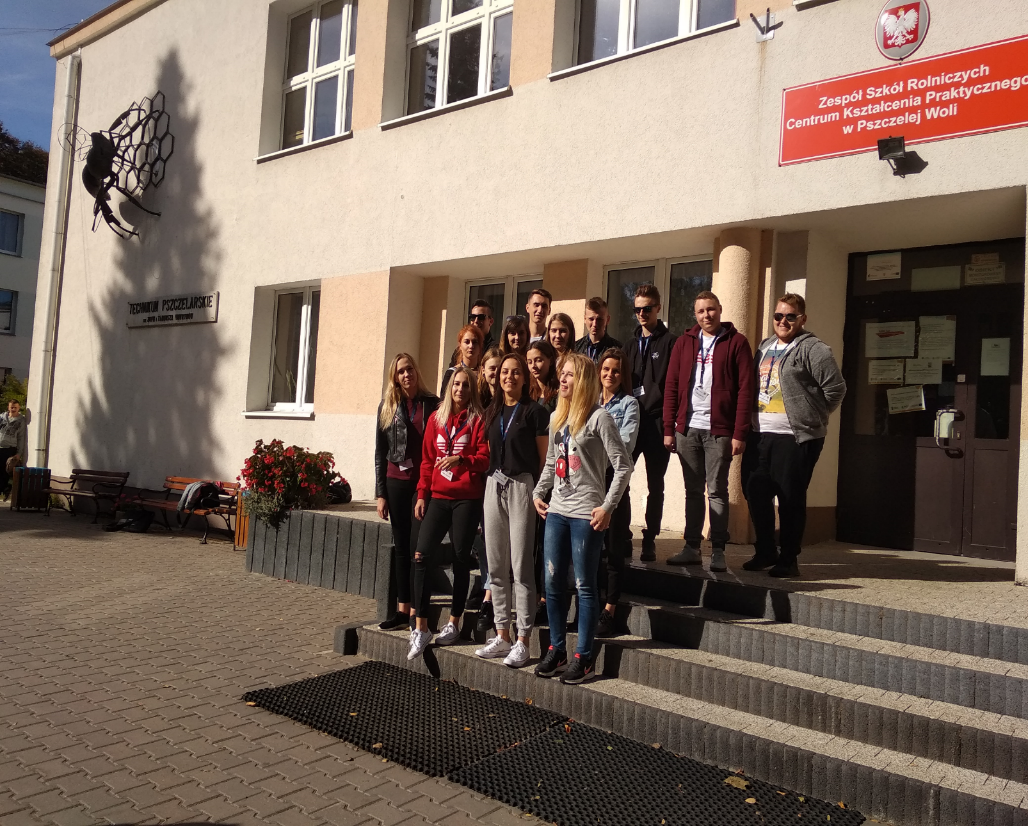 Zespół Szkół Rolniczych
Centrum Kształcenia Praktycznego
w Pszczelej Woli
TECHNIKUM PSZCZELARSKIE